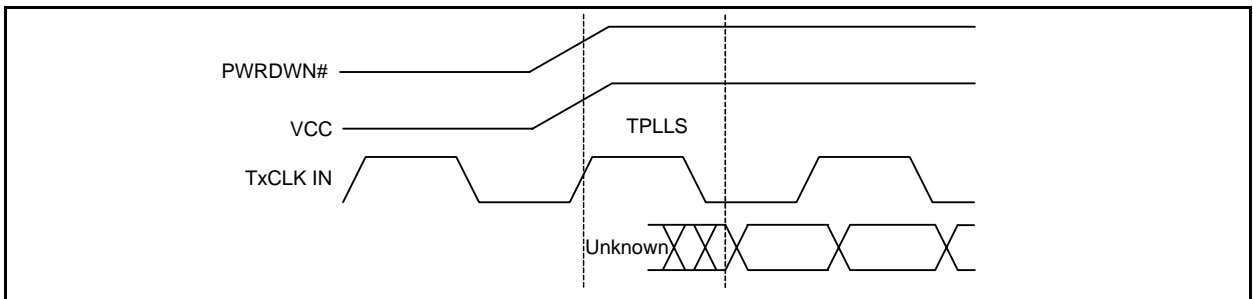 PWRDWN#
VCC
TPLLS
TxCLK IN
Unknown